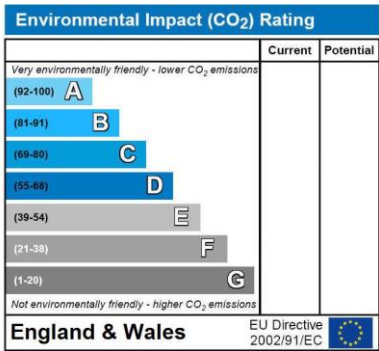 Environmental Impact (CO₂) Rating
Current Potential
Very environmentally friendly - lower CO₂ emissions
(92-100) A
(81-91) B
(69-80) C
(55-68) D
(39-54) E
(21-38) F
(1-20) G
Not environmentally friendly - higher CO₂ emissions
England & Wales
EU Directive
2002/91/EC